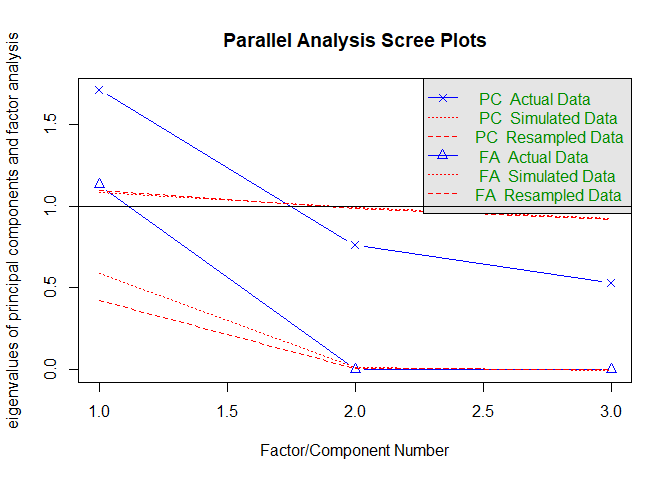 Parallel Analysis Scree Plots
eigenvalues of principal components and factor analysis
1.5
1.0
0.5
0.0
PC Actual Data
PC Simulated Data
PC Resampled Data
FA Actual Data
FA Simulated Data
FA Resampled Data
1.0 1.5 2.0 2.5 3.0
Factor/Component Number